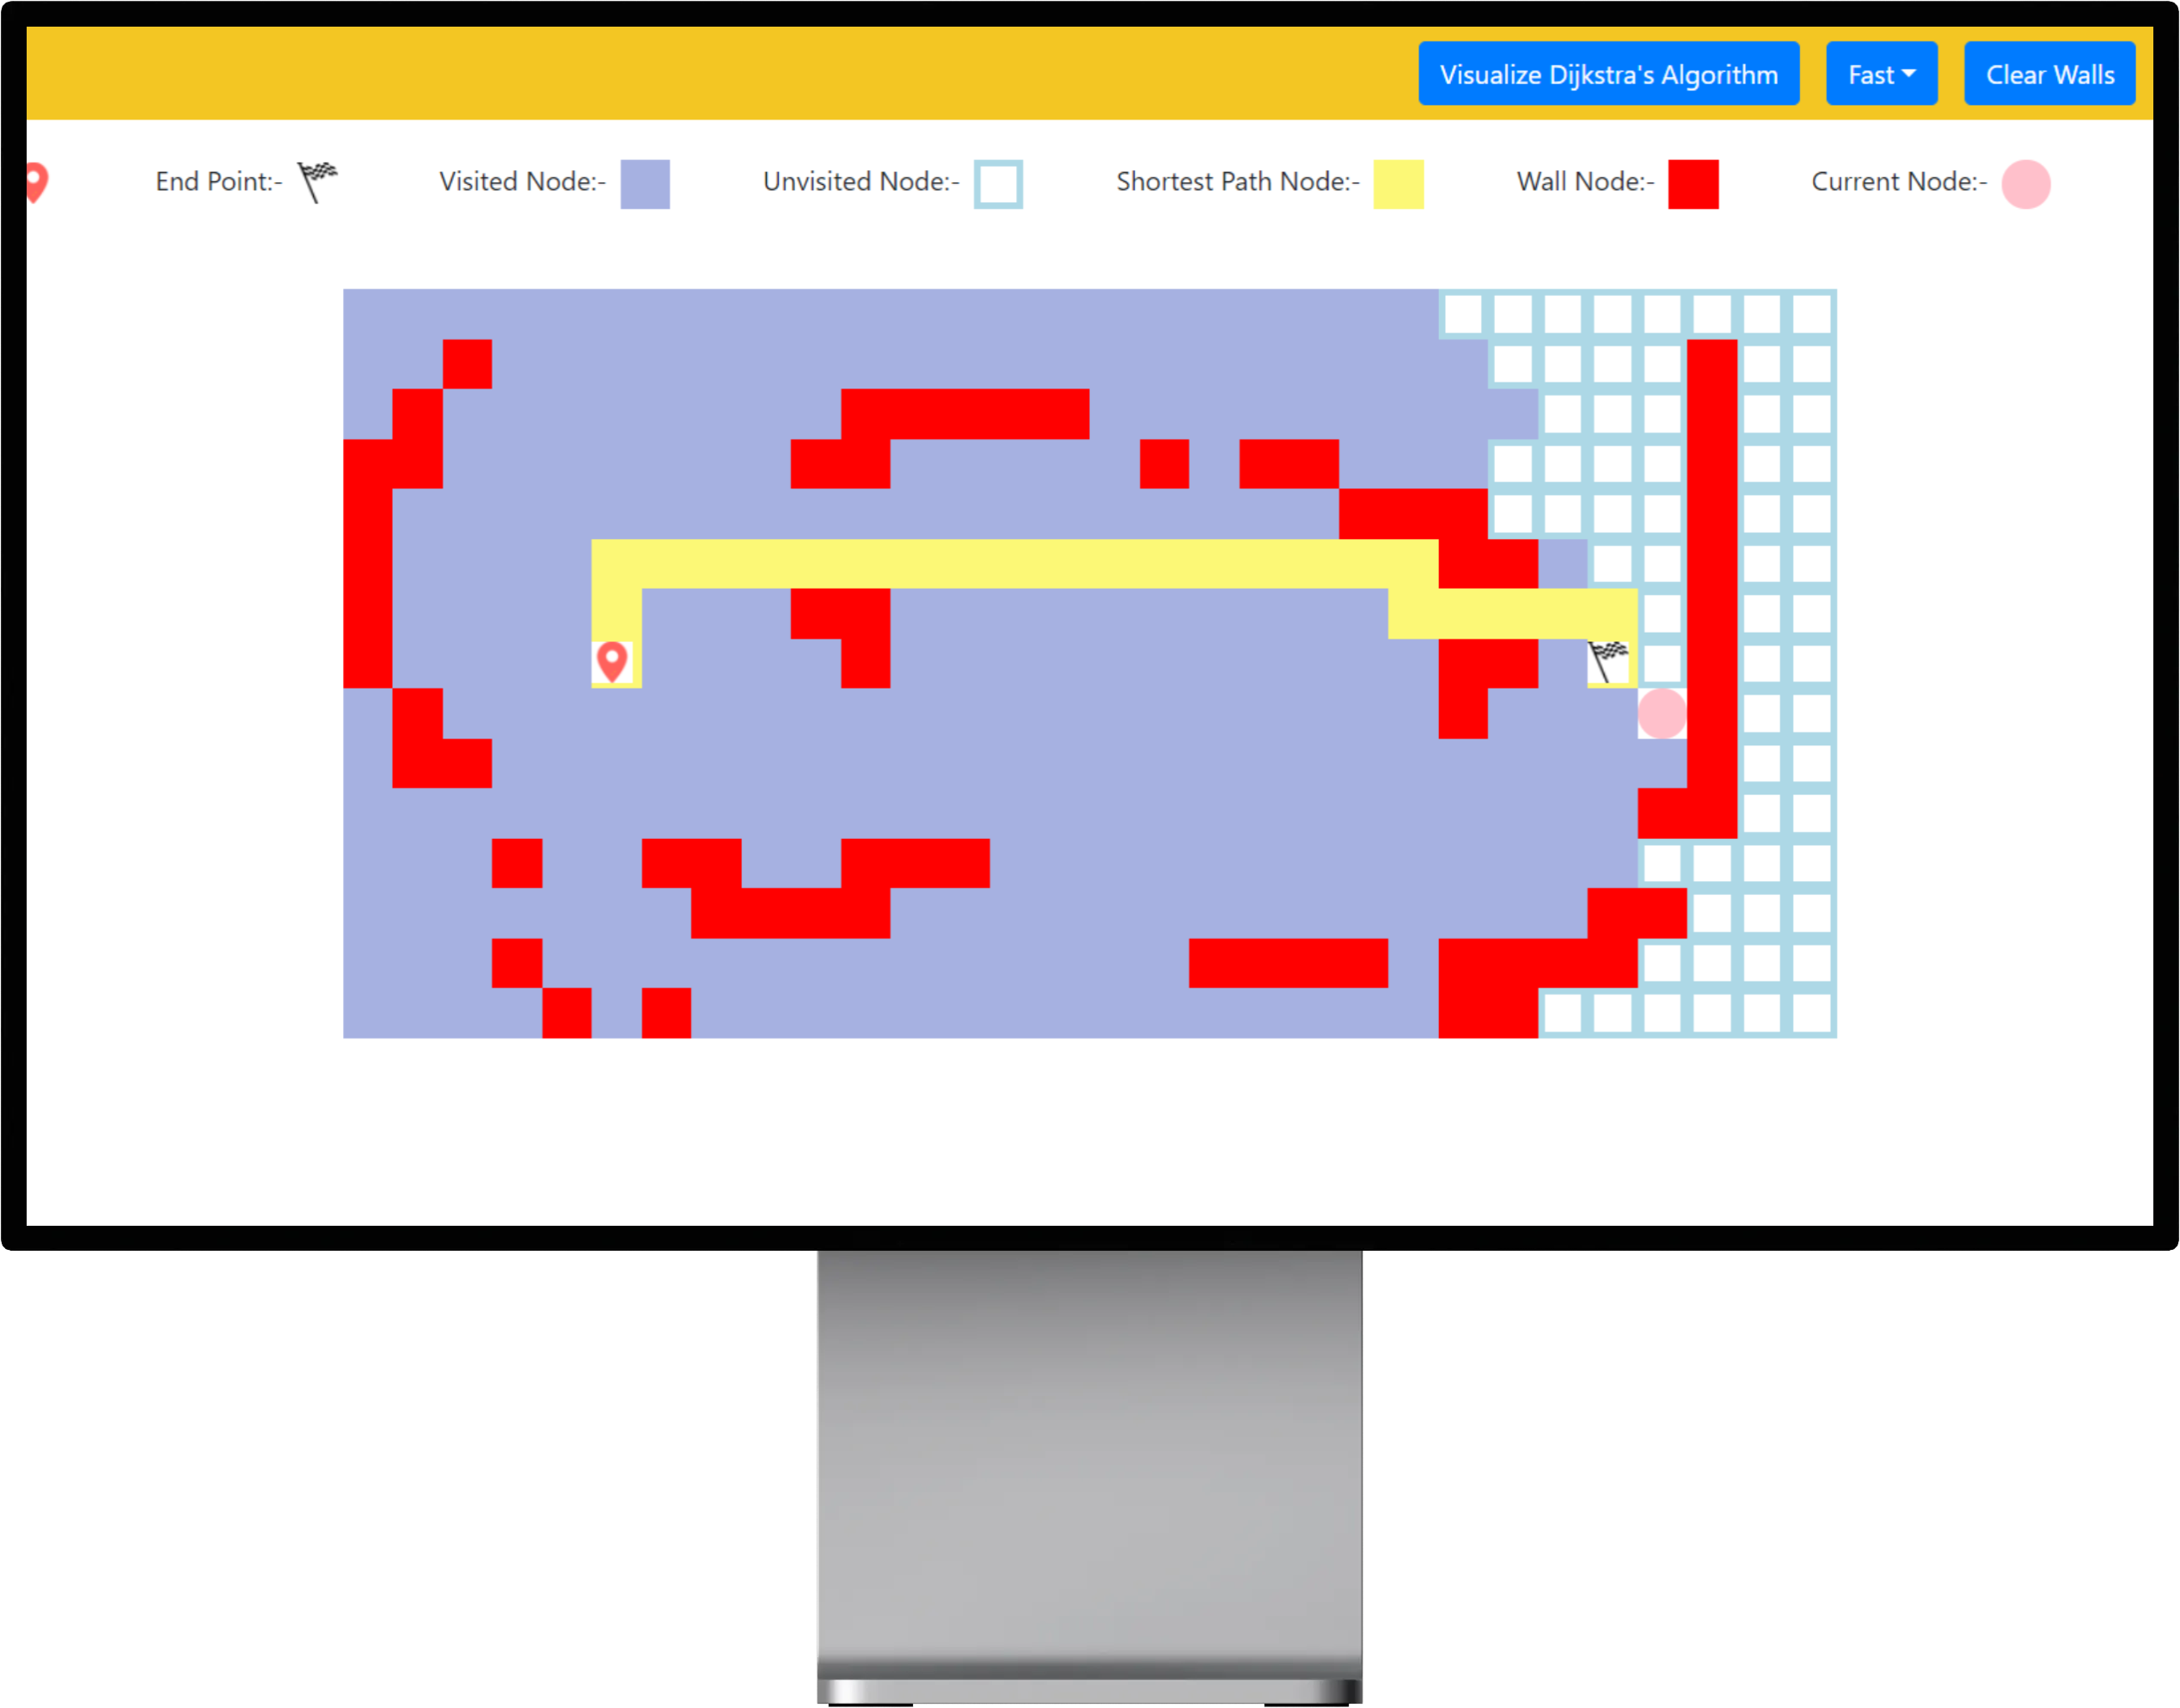 Visualize Dijkstra's Algorithm Fast Clear Walls
End Point:- Visited Node:- Unvisited Node:- Shortest Path Node:- Wall Node:- Current Node:-